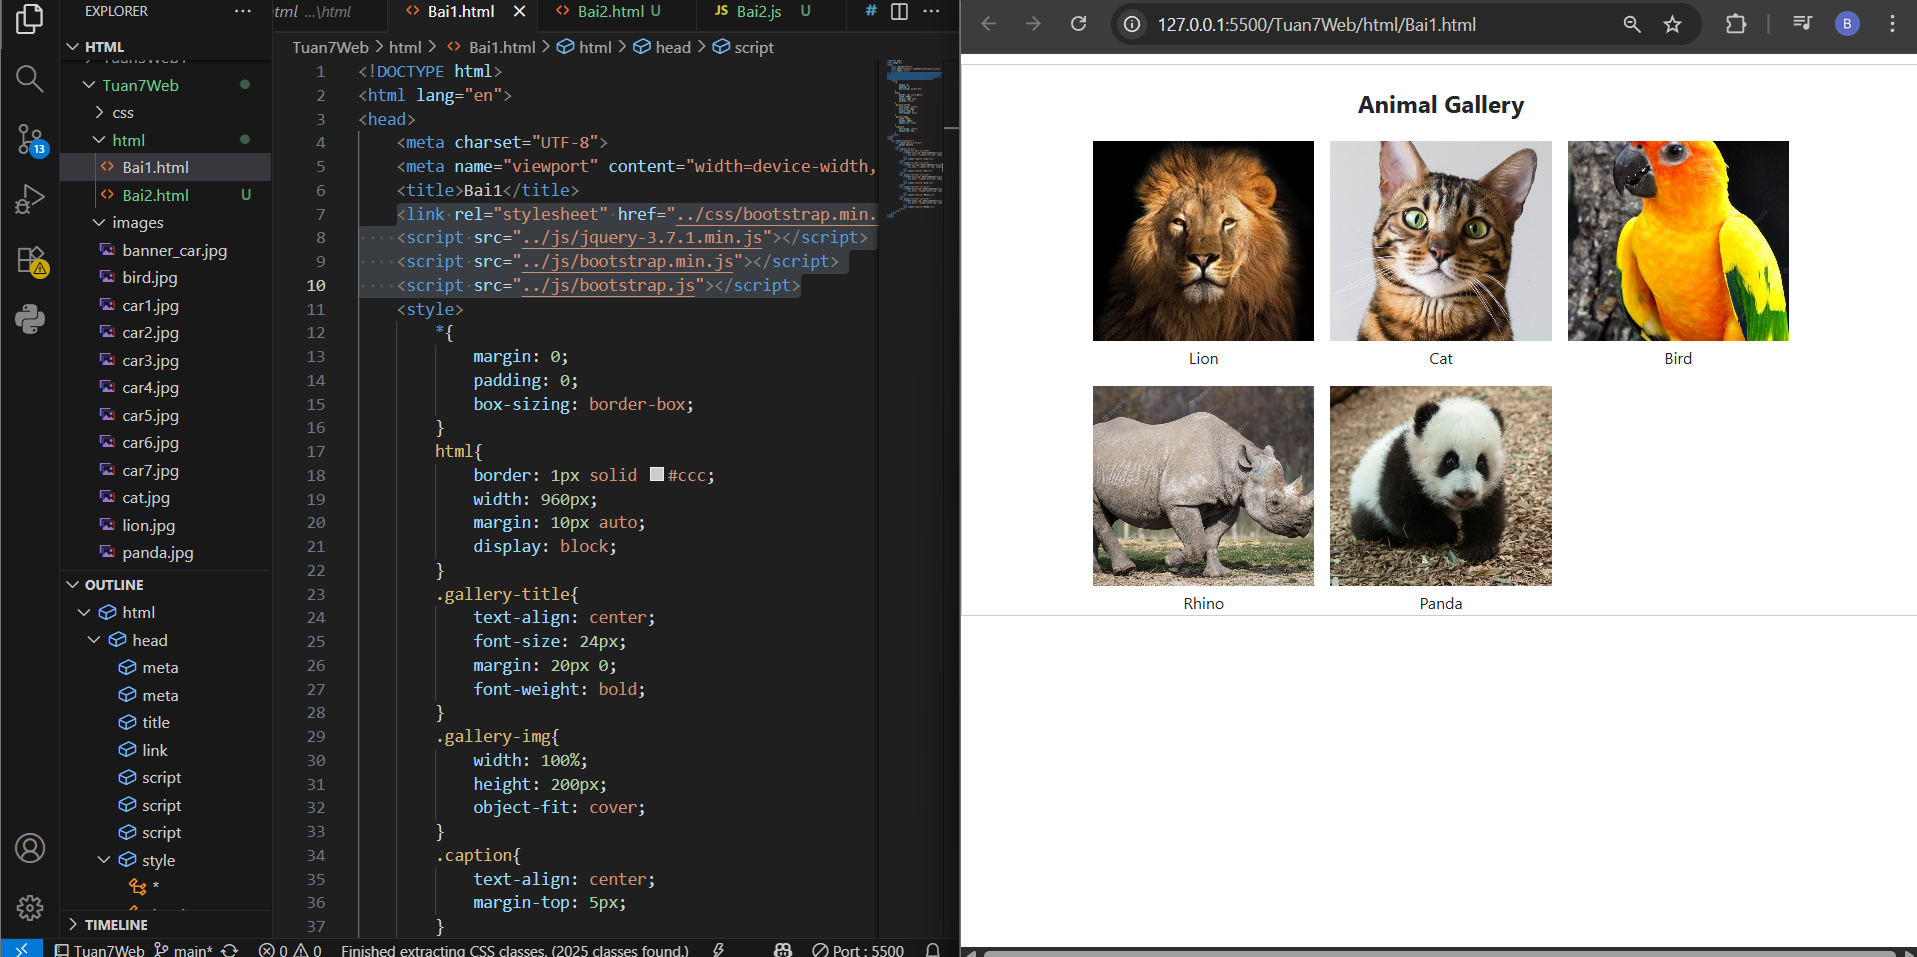 EXPLORER
HTML
Tuan7Web
css
html
Bai1.html
Bai2.html U
images
banner_car.jpg
bird.jpg
car1.jpg
car2.jpg
car3.jpg
car4.jpg
car5.jpg
car6.jpg
car7.jpg
cat.jpg
lion.jpg
panda.jpg
OUTLINE
html
head
meta
meta
title
link
script
script
script
style
*
TIMELINE
13
...\html
Bai1.html
Bai2.html U
Bai2.js U
Tuan7Web > html > Bai1.html > html > head > script
1 <!DOCTYPE html>
2 <html lang="en">
3 <head>
4 <meta charset="UTF-8">
5 <meta name="viewport" content="width=device-width,
6 <title>Bai1</title>
7 <link rel="stylesheet" href="../css/bootstrap.min.
8 <script src="../js/jquery-3.7.1.min.js"></script>
9 <script src="../js/bootstrap.min.js"></script>
10 <script src="../js/bootstrap.js"></script>
11 <style>
12 *{
13 margin: 0;
14 padding: 0;
15 box-sizing: border-box;
16 }
17 html{
18 border: 1px solid #ccc;
19 width: 960px;
20 margin: 10px auto;
21 display: block;
22 }
23 .gallery-title{
24 text-align: center;
25 font-size: 24px;
26 margin: 20px 0;
27 font-weight: bold;
28 }
29 .gallery-img{
30 width: 100%;
31 height: 200px;
32 object-fit: cover;
33 }
34 .caption{
35 text-align: center;
36 margin-top: 5px;
37 }
Tuan7Web main* 0 0 Finished extracting CSS classes. (2025 classes found.) Port : 5500
127.0.0.1:5500/Tuan7Web/html/Bai1.html
B
Animal Gallery
Lion
Cat
Bird
Rhino
Panda